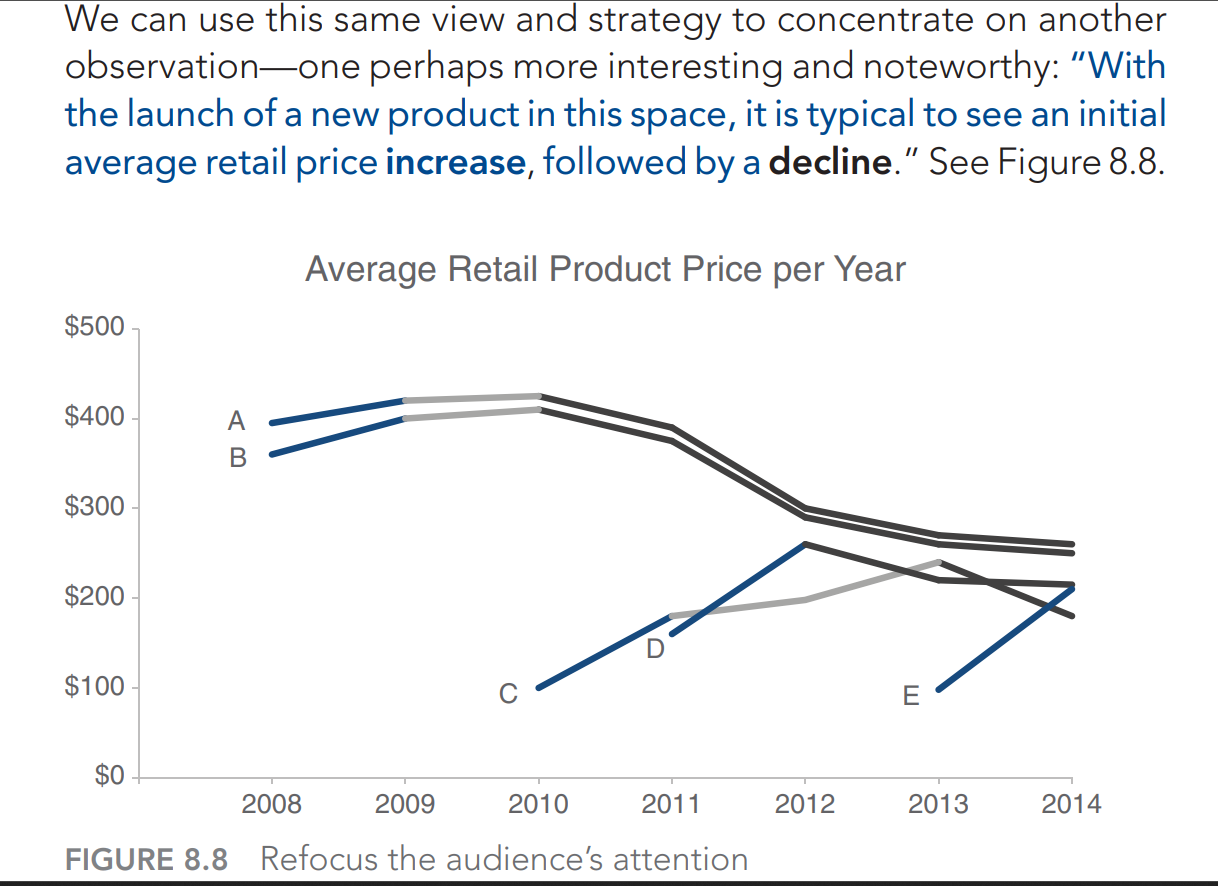 We can use this same view and strategy to concentrate on another
observation—one perhaps more interesting and noteworthy: “With
the launch of a new product in this space, it is typical to see an initial
average retail price increase, followed by a decline.” See Figure 8.8.
Average Retail Product Price per Year
$500
$400
$300
$200
$100
$0
A
B
C
D
E
2008 2009 2010 2011 2012 2013 2014
FIGURE 8.8 Refocus the audience’s attention